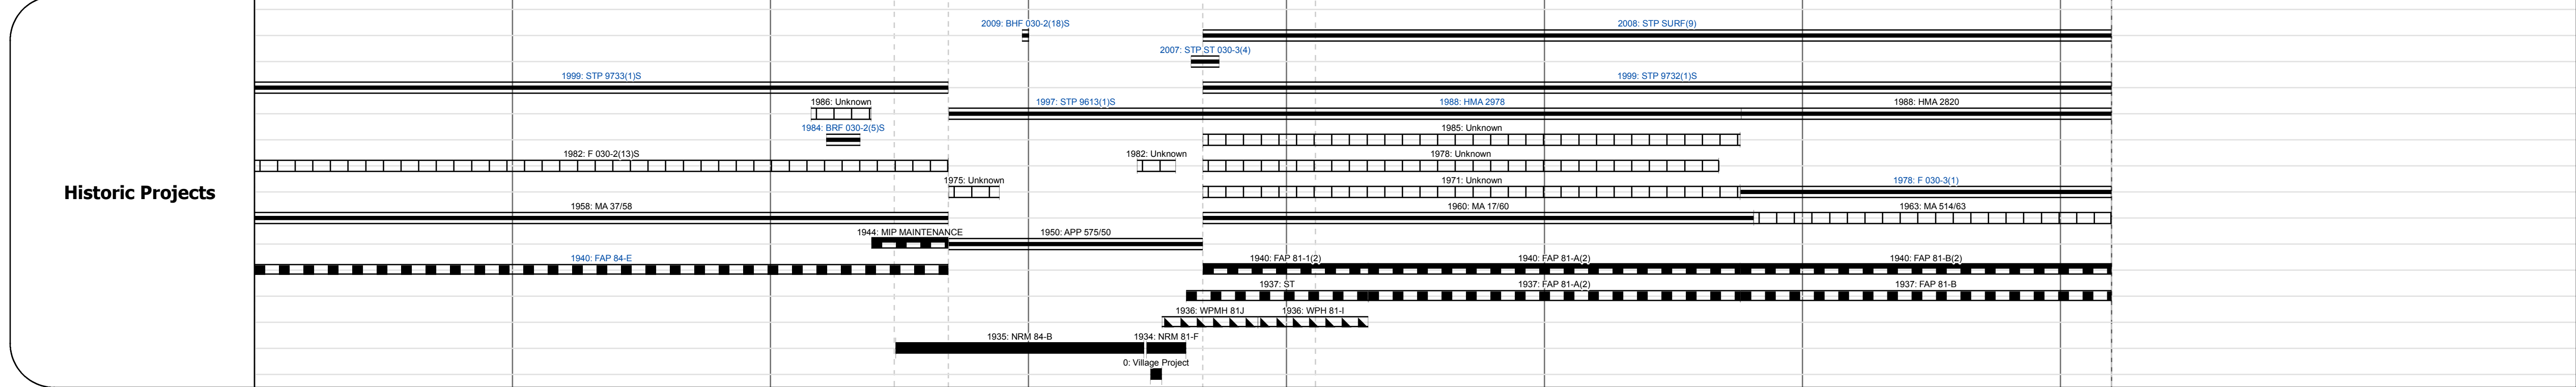 2009: BHF 030-2(18)S
2008: STP SURF(9)
2007: STP ST 030-3(4)
1999: STP 9733(1)S
1999: STP 9732(1)S
1986: Unknown
1997: STP 9613(1)S
1988: HMA 2978
1988: HMA 2820
1984: BRF 030-2(5)S
1985: Unknown
1982: F 030-2(13)S
1982: Unknown
1978: Unknown
Historic Projects
1975: Unknown
1971: Unknown
1978: F 030-3(1)
1958: MA 37/58
1960: MA 17/60
1963: MA 514/63
1944: MIP MAINTENANCE
1950: APP 575/50
1940: FAP 84-E
1940: FAP 81-1(2)
1940: FAP 81-A(2)
1940: FAP 81-B(2)
1937: ST
1937: FAP 81-A(2)
1937: FAP 81-B
1936: WPMH 81J
1936: WPH 81-I
1935: NRM 84-B
1934: NRM 81-F
0: Village Project